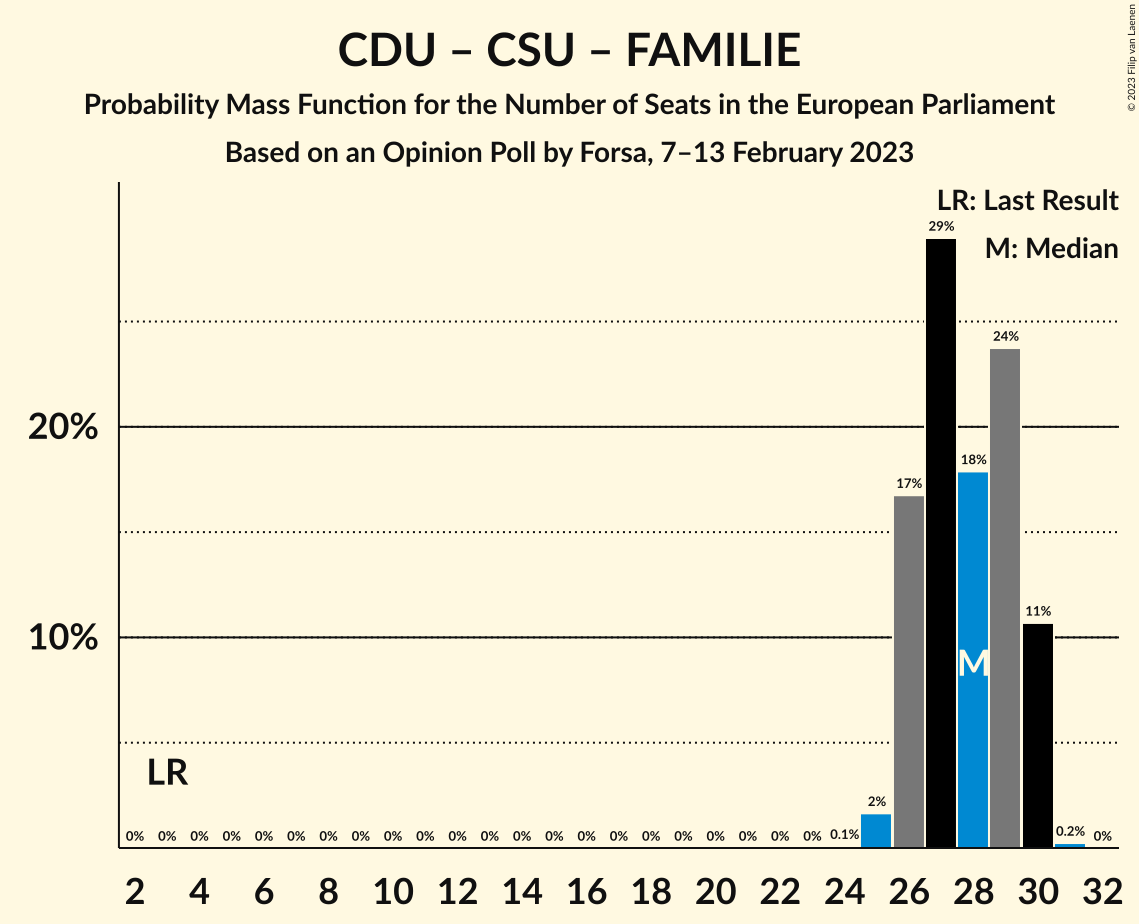 CDU – CSU – FAMILIE
Probability Mass Function for the Number of Seats in the European Parliament
Based on an Opinion Poll by Forsa, 7–13 February 2023
© 2023 Filip van Laenen
LR: Last Result
M: Median
29%
24%
20%
18%
17%
11%
10%
M
LR
2%
0% 0% 0% 0% 0% 0% 0% 0% 0% 0% 0% 0% 0% 0% 0% 0% 0% 0% 0% 0% 0% 0% 0.1% 0.2% 0%
2 4 6 8 10 12 14 16 18 20 22 24 26 28 30 32